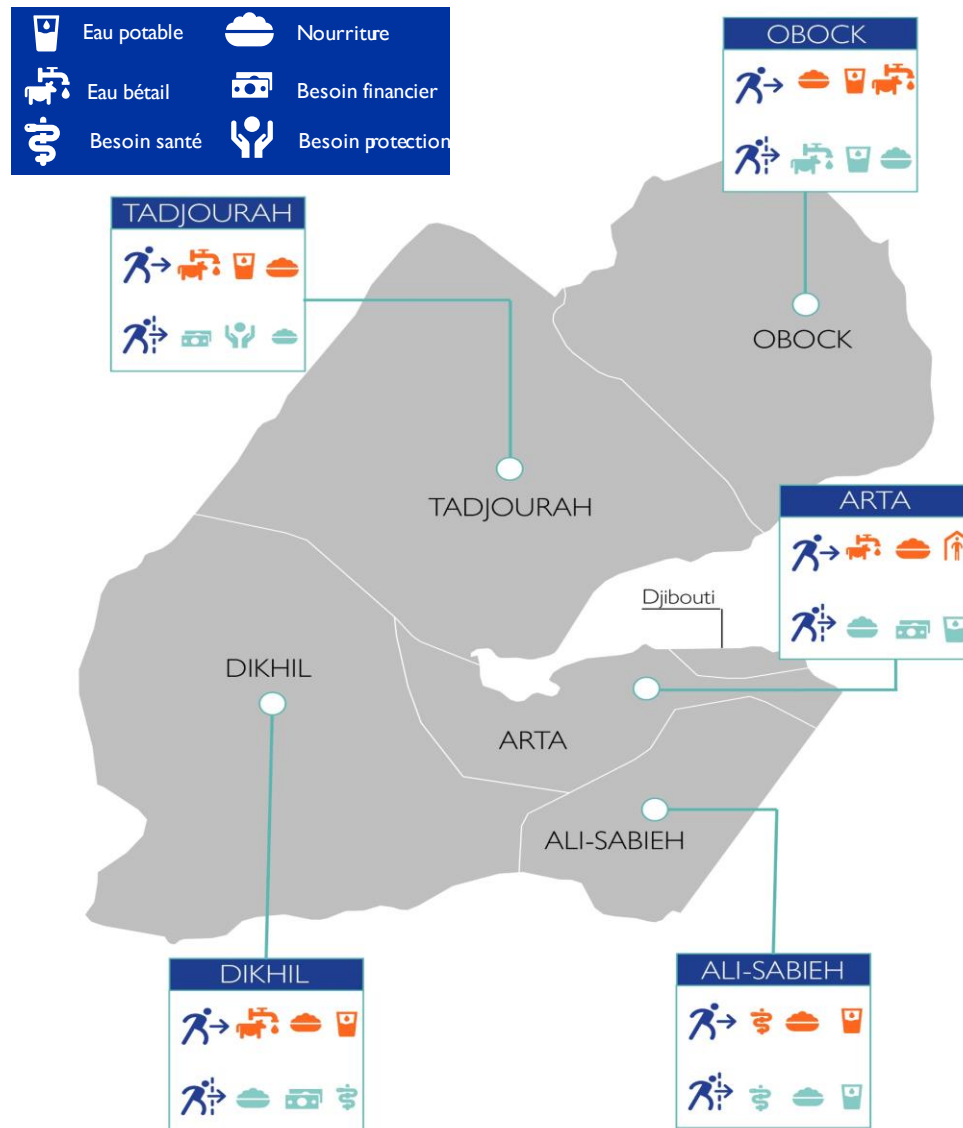 Eau potable
Nourriture
Eau bétail
Besoin financier
Besoin santé
Besoin protection
OBOCK
TADJOURAH
OBOCK
TADJOURAH
ARTA
Djibouti
DIKHIL
ARTA
ALI-SABIEH
DIKHIL
ALI-SABIEH